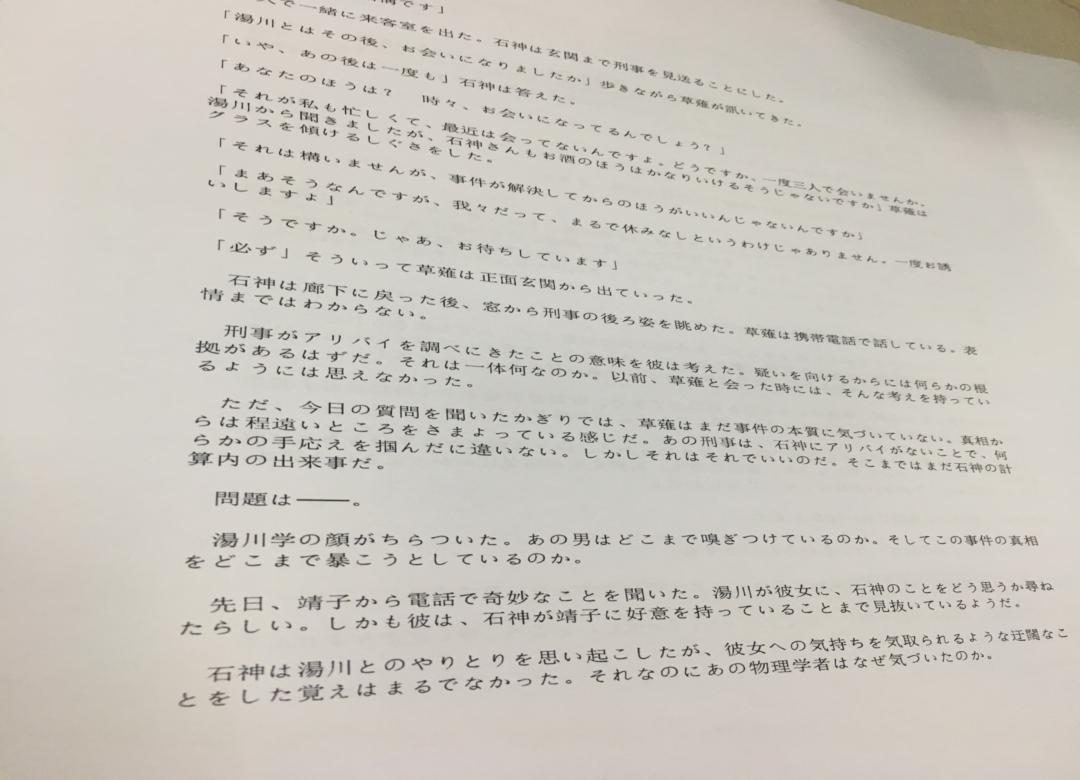 です」
で一緒に来客室を出た。石神は玄関まで刑事を見送ることにした。
「湯川とはその後、お会いになりましたか」歩きながら草薙が訊いてきた。
「いや、あの後は一度も」石神は答えた。
「あなたのほうは？　時々、お会いになってるんでしょう？」
「それが私も忙しくて、最近は会ってないんですよ。どうですか、一度三人で会いませんか。
湯川から聞きましたが、石神さんもお酒のほうはかなりいけるそうじゃないですか」草薙は
グラスを傾けるしぐさをした。
「それは構いませんが、事件が解決してからのほうがいいんじゃないんですか」
「まあそうなんですが、我々だって、まるで休みなしというわけじゃありません。一度お誘
いしますよ」
「そうですか。じゃあ、お待ちしています」
「必ず」そういって草薙は正面玄関から出ていった。
石神は廊下に戻った後、窓から刑事の後ろ姿を眺めた。草薙は携帯電話で話している。表
情まではわからない。
刑事がアリバイを調べにきたことの意味を彼は考えた。疑いを向けるからには何らかの根
拠があるはずだ。それは一体何なのか。以前、草薙と会った時には、そんな考えを持ってい
るようには思えなかった。
ただ、今日の質問を聞いたかぎりでは、草薙はまだ事件の本質に気づいていない。真相か
らは程遠いところをさまよっている感じだ。あの刑事は、石神にアリバイがないことで、何
らかの手応えを掴んだに違いない。しかしそれはそれでいいのだ。そこまではまだ石神の計
算内の出来事だ。
問題は――。
湯川学の顔がちらついた。あの男はどこまで嗅ぎつけているのか。そしてこの事件の真相
をどこまで暴こうとしているのか。
先日、靖子から電話で奇妙なことを聞いた。湯川が彼女に、石神のことをどう思うか尋ね
たらしい。しかも彼は、石神が靖子に好意を持っていることまで見抜いているようだ。
石神は湯川とのやりとりを思い起こしたが、彼女への気持ちを気取られるような迂闊なこ
とをした覚えはまるでなかった。それなのにあの物理学者はなぜ気づいたのか。